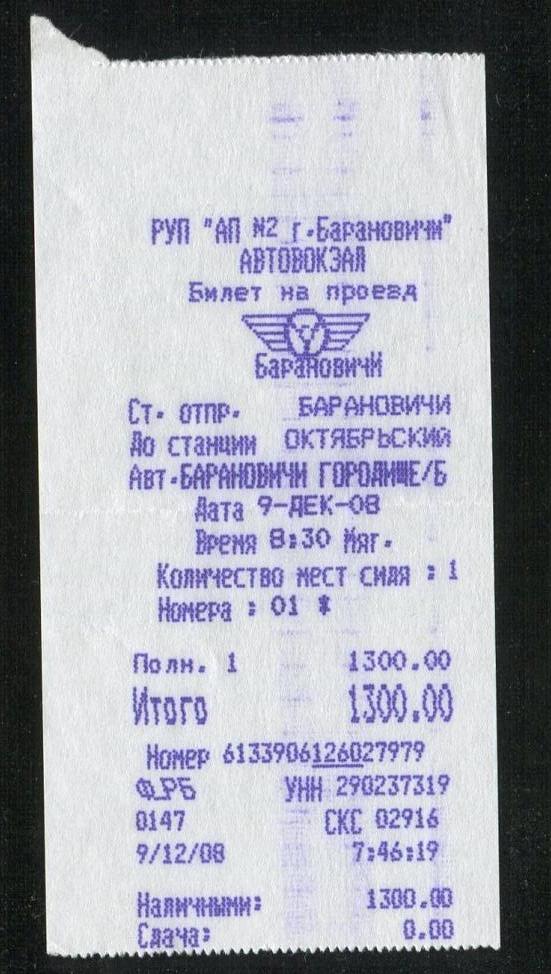 РУП "АП N2 г.Барановичи"
АВТОВОКЗАЛ
Билет на проезд
Барановичи
Ст. отпр. БАРАНОВИЧИ
До станции ОКТЯБРЬСКИЙ
Авт.БАРАНОВИЧИ ГОРОДИЩЕ/Б
Дата 9-ДЕК-08
Время 8:30 Мяг.
Количество мест сидя : 1
Номера : 01 *
Полн. 1 1300.00
Итого 1300.00
Номер 6133906126027979
УНН 290237319
0147 СКС 02916
9/12/08 7:46:19
Наличными: 1300.00
Сдача: 0.00